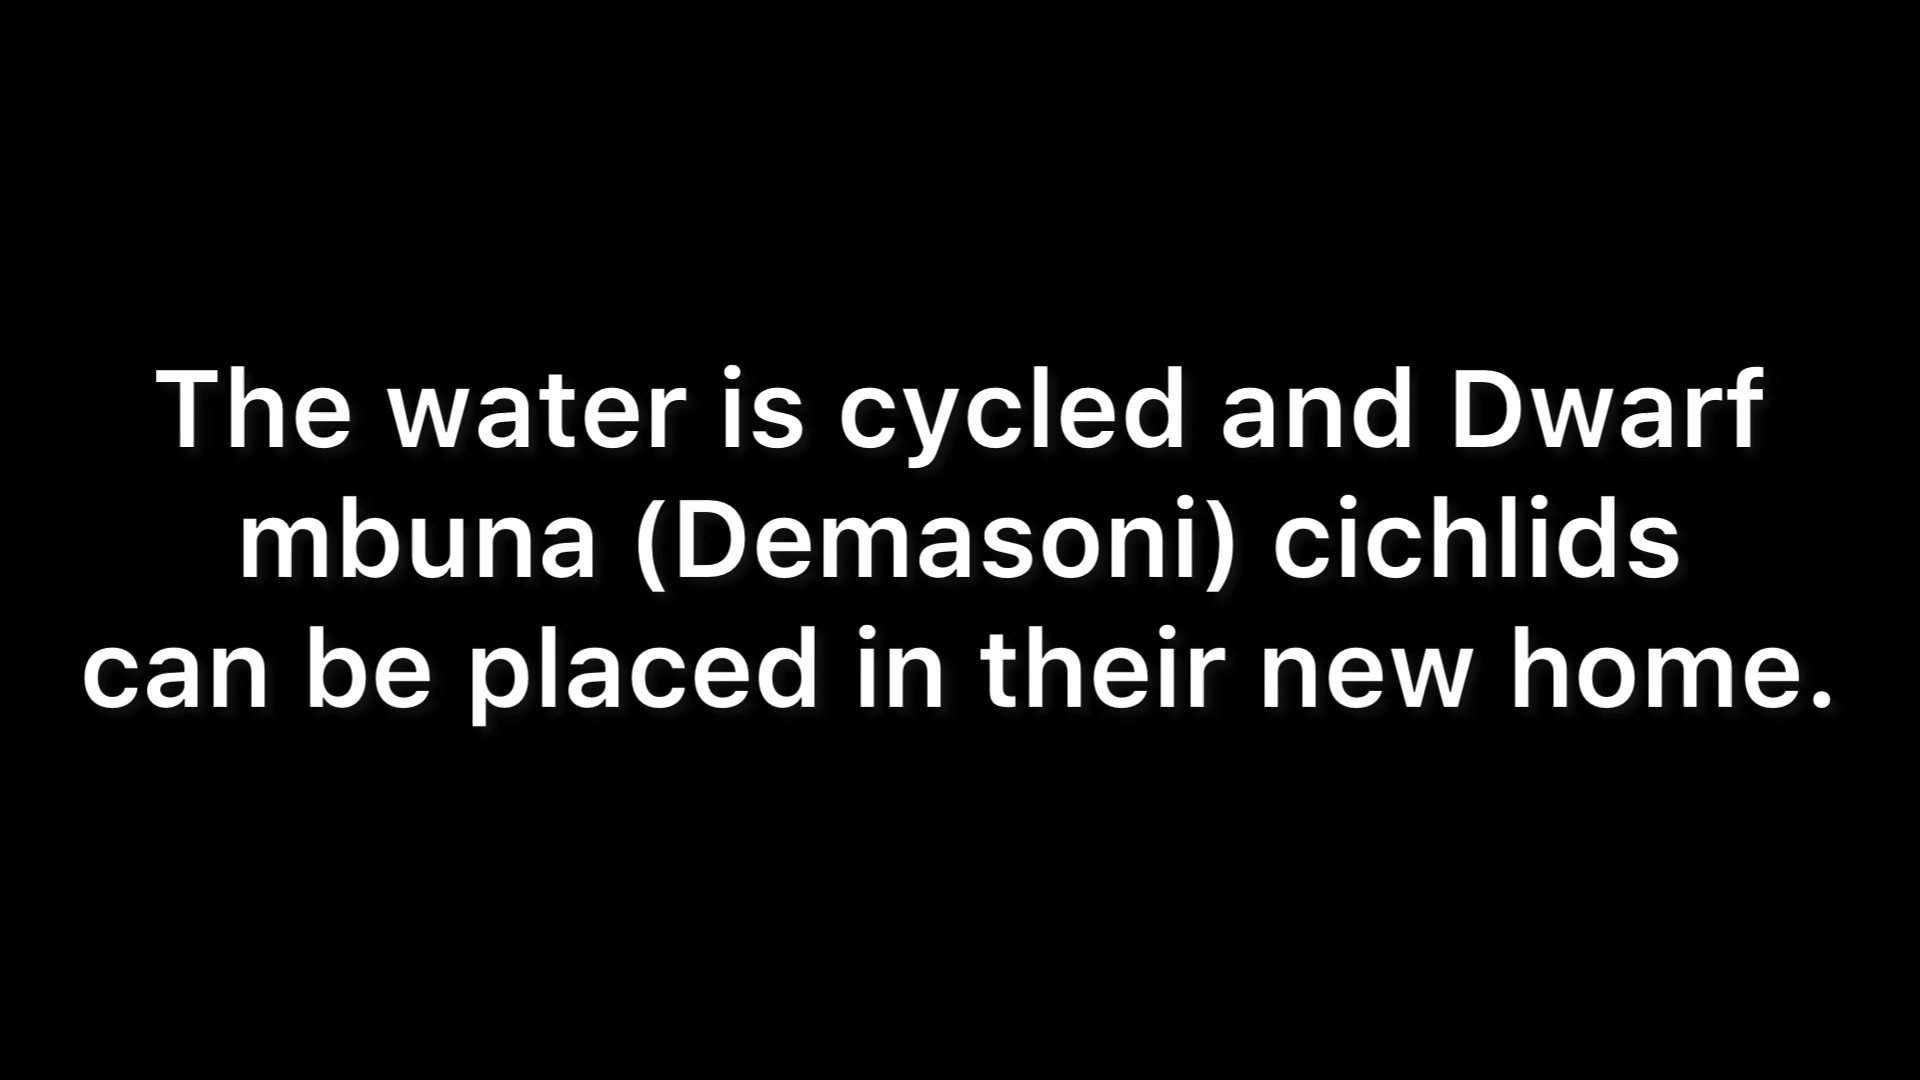 The water is cycled and Dwarf
mbuna (Demasoni) cichlids
can be placed in their new home.